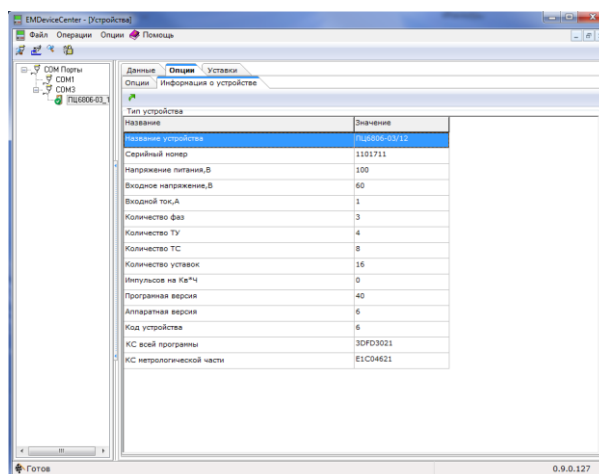 EMDeviceCenter - [Устройства]
Файл Операции Опции Помощь
COM Порты
COM1
COM3
ПЦ6806-03_1
Данные Опции Уставки
Опции Информация о устройстве
Тип устройства
Название Значение
Название устройства ПЦ6806-03/12
Серийный номер 1101711
Напряжение питания,В 100
Входное напряжение,В 60
Входной ток,А 1
Количество фаз 3
Количество ТУ 4
Количество ТС 8
Количество уставок 16
Импульсов на Кв*Ч 0
Програмная версия 40
Аппаратная версия 6
Код устройства 6
КС всей програмы 3DFD3021
КС метрологической части E1C04621
Готов 0.9.0.127